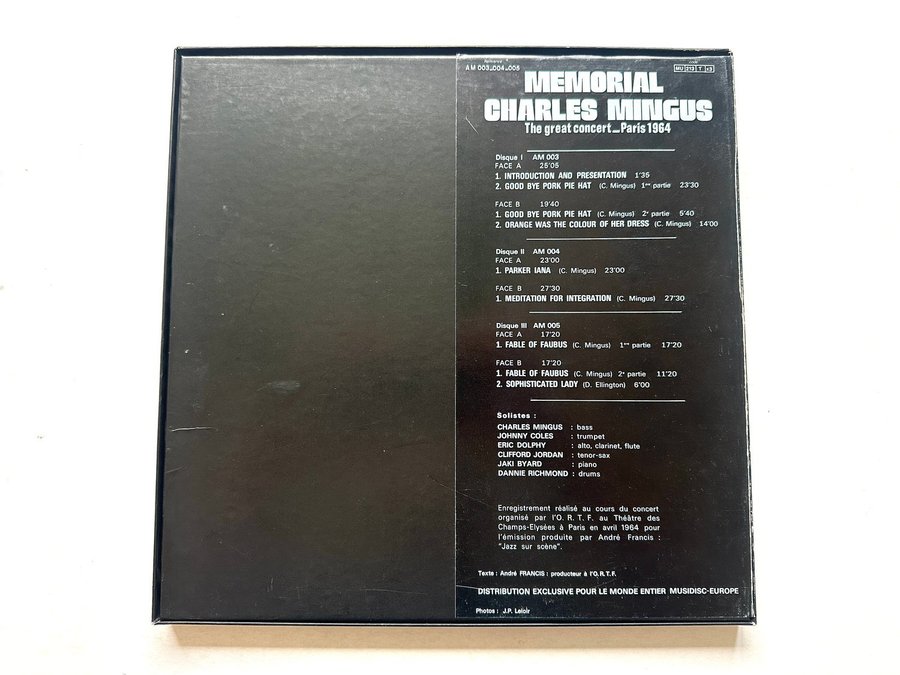 AM 003_004_005
MU 213 T x3
MEMORIAL
CHARLES MINGUS
The great concert_Paris 1964
Disque I AM 003
FACE A 25'05
1. INTRODUCTION AND PRESENTATION 1'35
2. GOOD BYE PORK PIE HAT (C. Mingus) 1ère partie 23'30
FACE B 19'40
1. GOOD BYE PORK PIE HAT (C. Mingus) 2e partie 5'40
2. ORANGE WAS THE COLOUR OF HER DRESS (C. Mingus) 14'00
Disque II AM 004
FACE A 23'00
1. PARKER IANA (C. Mingus) 23'00
FACE B 27'30
1. MEDITATION FOR INTEGRATION (C. Mingus) 27'30
Disque III AM 005
FACE A 17'20
1. FABLE OF FAUBUS (C. Mingus) 1ère partie 17'20
FACE B 17'20
1. FABLE OF FAUBUS (C. Mingus) 2e partie 11'20
2. SOPHISTICATED LADY (D. Ellington) 6'00
Solistes :
CHARLES MINGUS : bass
JOHNNY COLES : trumpet
ERIC DOLPHY : alto, clarinet, flute
CLIFFORD JORDAN : tenor-sax
JAKI BYARD : piano
DANNIE RICHMOND : drums
Enregistrement réalisé au cours du concert
organisé par l'O. R. T. F. au Théâtre des
Champs-Elysées à Paris en avril 1964 pour
l'émission produite par André Francis :
"Jazz sur scène".
Texte : André FRANCIS : producteur à l'O.R.T.F.
DISTRIBUTION EXCLUSIVE POUR LE MONDE ENTIER MUSIDISC-EUROPE
Photos : J.P. Leloir